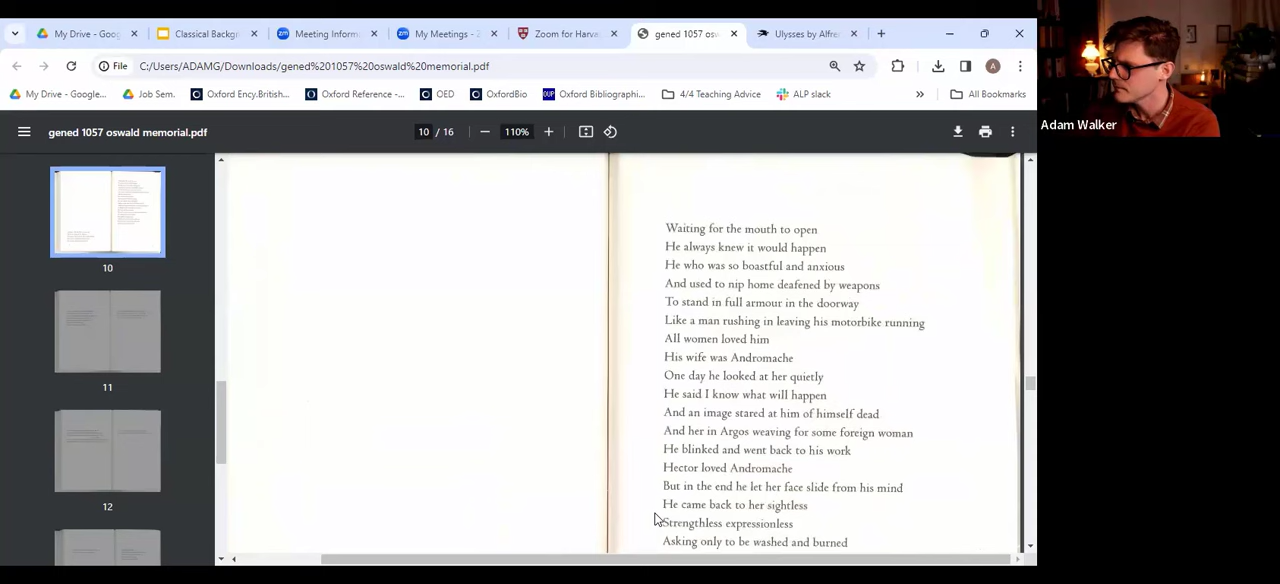 My Drive - Goog
Classical Backgr
Meeting Inform
My Meetings - Z
Zoom for Harva
gened 1057 osw
Ulysses by Alfre
File
C:/Users/ADAMG/Downloads/gened%201057%20oswald%20memorial.pdf
A
My Drive - Google...
Job Sem.
Oxford Ency.British...
Oxford Reference -...
OED
OxfordBio
Oxford Bibliographi...
4/4 Teaching Advice
ALP slack
»
All Bookmarks
gened 1057 oswald memorial.pdf
10 / 16
110%
Adam Walker
10
11
12
Waiting for the mouth to open
He always knew it would happen
He who was so boastful and anxious
And used to nip home deafened by weapons
To stand in full armour in the doorway
Like a man rushing in leaving his motorbike running
All women loved him
His wife was Andromache
One day he looked at her quietly
He said I know what will happen
And an image stared at him of himself dead
And her in Argos weaving for some foreign woman
He blinked and went back to his work
Hector loved Andromache
But in the end he let her face slide from his mind
He came back to her sightless
Strengthless expressionless
Asking only to be washed and burned